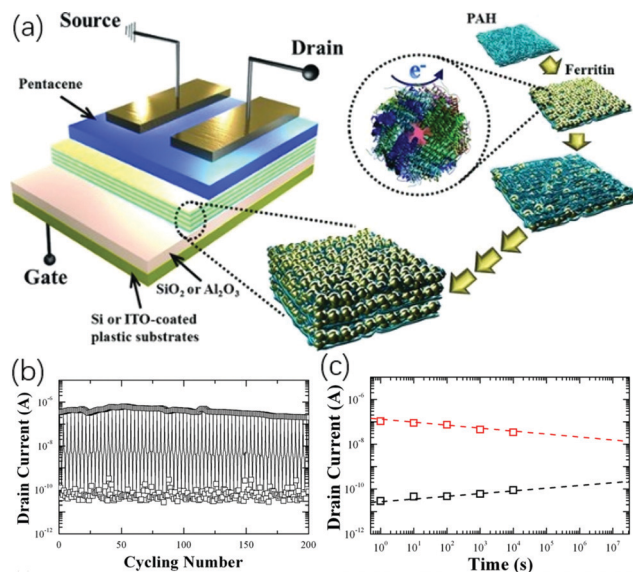 (a)
Source
Drain
Pentacene
Gate
SiO₂ or Al₂O₃
Si or ITO-coated
plastic substrates
PAH
Ferritin
e⁻
(b)
Drain Current (A)
10⁻⁶
10⁻⁸
10⁻¹⁰
10⁻¹²
0 50 100 150 200
Cycling Number
(c)
Drain Current (A)
10⁻⁶
10⁻⁸
10⁻¹⁰
10⁻¹²
10⁰ 10¹ 10² 10³ 10⁴ 10⁵ 10⁶ 10⁷
Time (s)